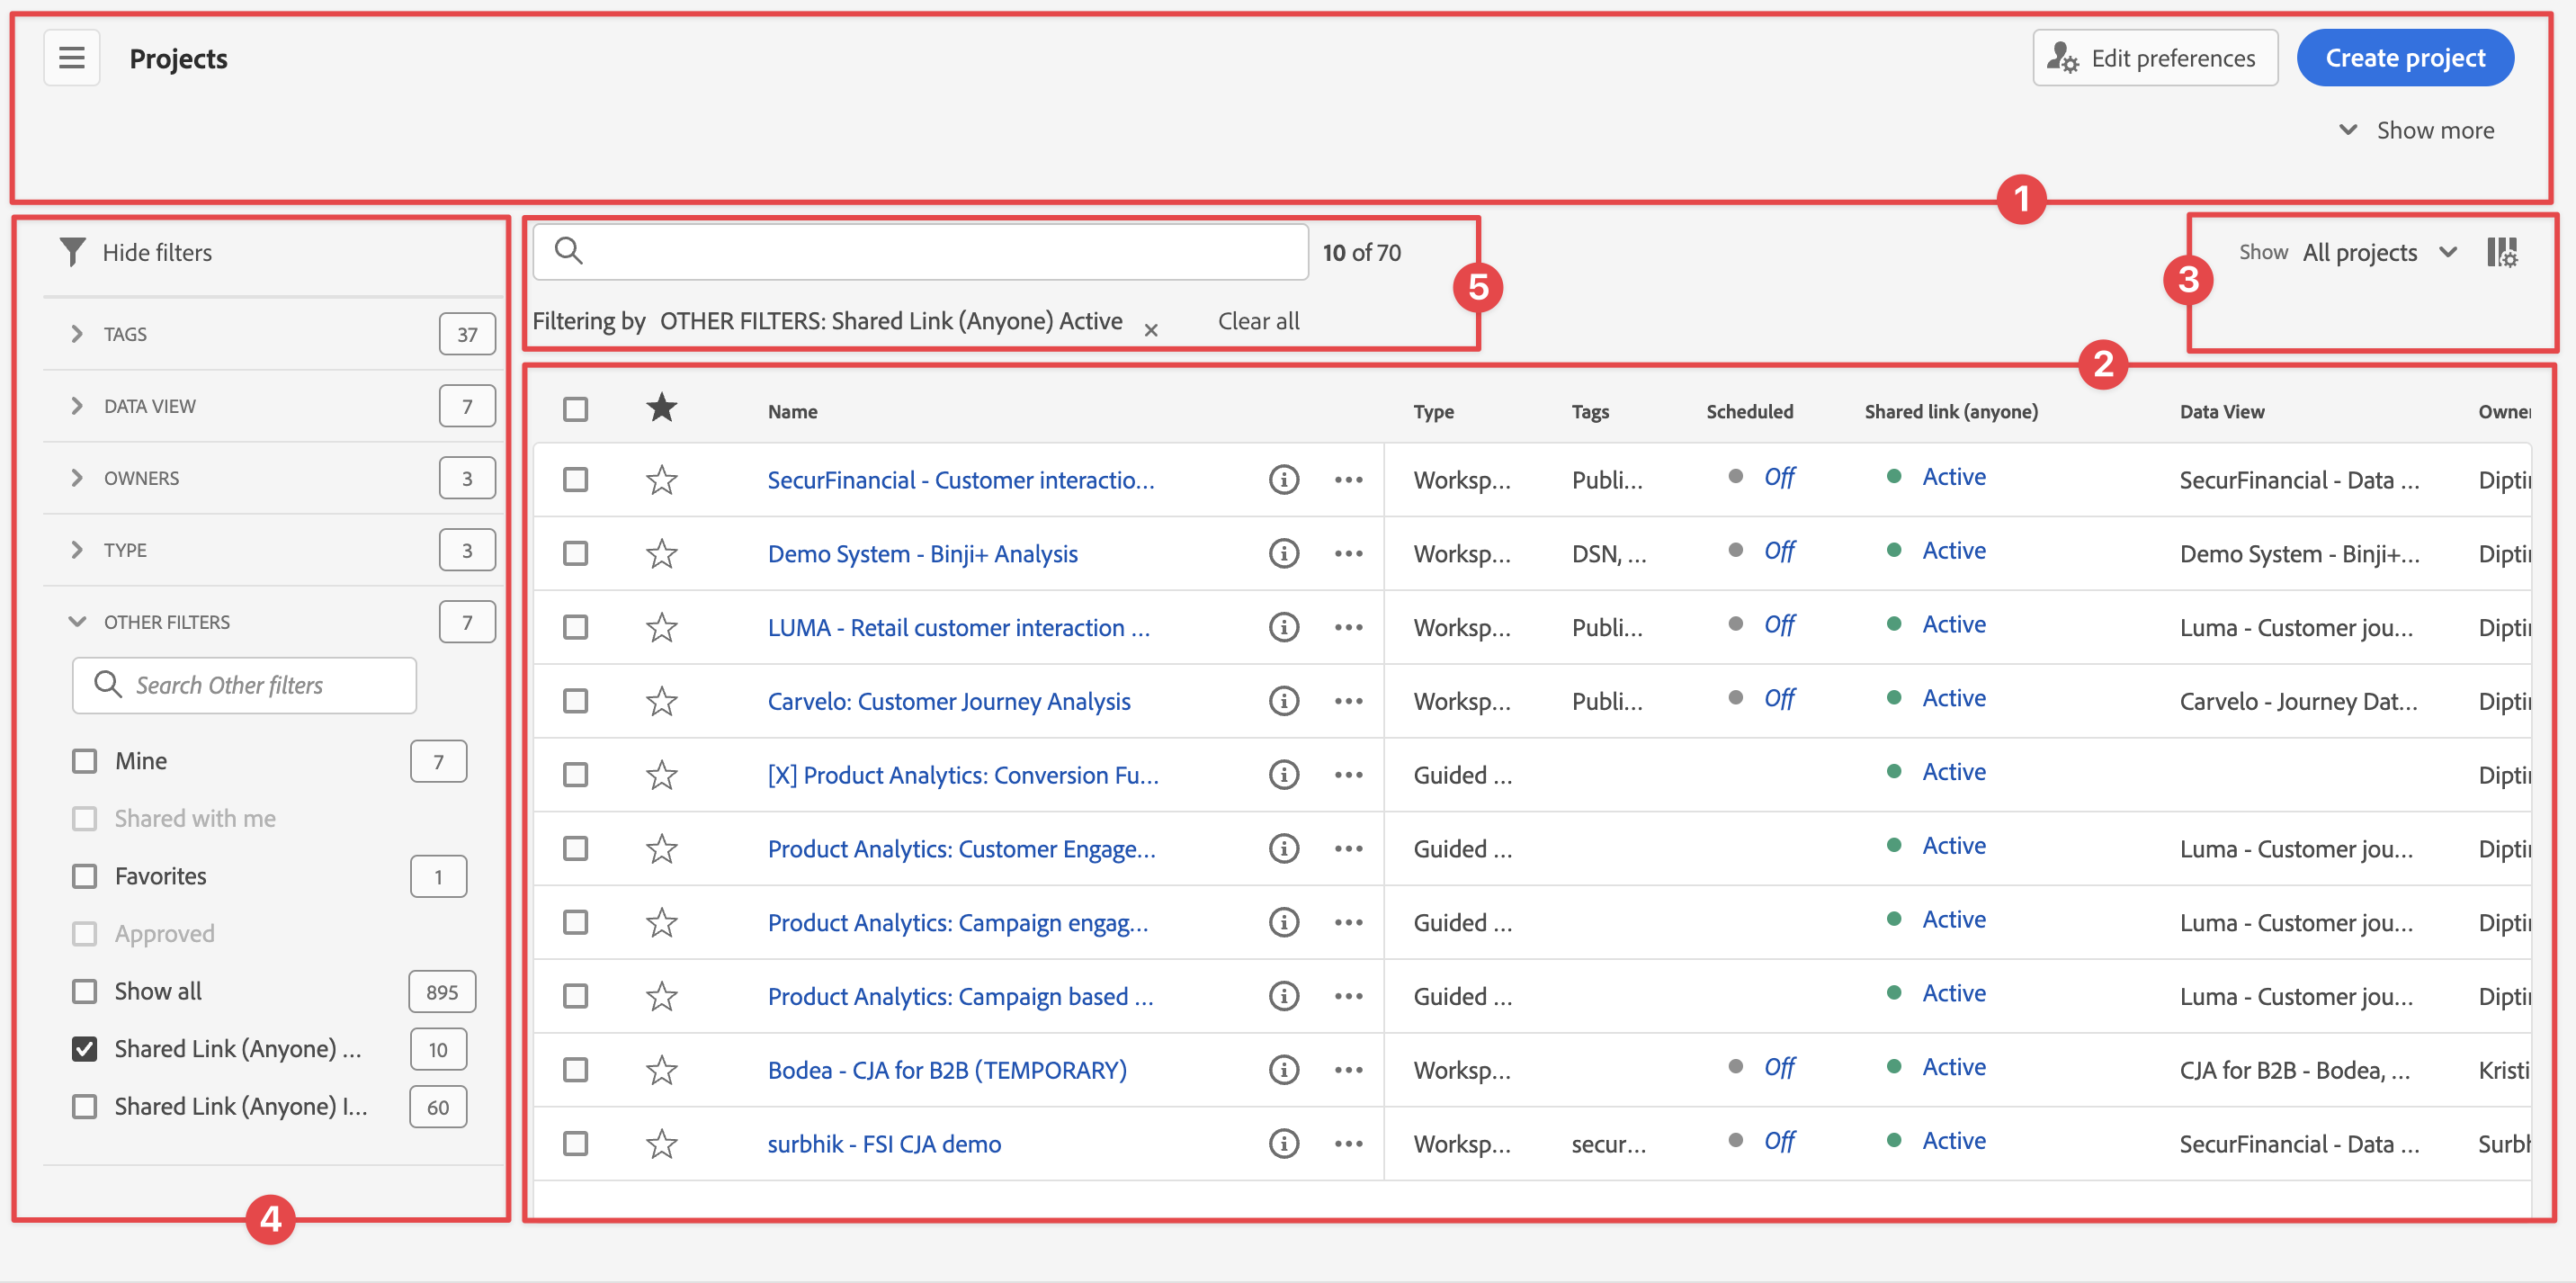 Projects
Edit preferences
Create project
Show more
1
Hide filters
TAGS 37
DATA VIEW 7
OWNERS 3
TYPE 3
OTHER FILTERS 7
Search Other filters
Mine 7
Shared with me
Favorites 1
Approved
Show all 895
Shared Link (Anyone) ... 10
Shared Link (Anyone) I... 60
4
10 of 70
Filtering by OTHER FILTERS: Shared Link (Anyone) Active × Clear all
5
Show All projects
3
2
Name Type Tags Scheduled Shared link (anyone) Data View Owner
SecurFinancial - Customer interactio... Worksp... Publi... Off Active SecurFinancial - Data ... Diptin
Demo System - Binji+ Analysis Worksp... DSN, ... Off Active Demo System - Binji+... Diptin
LUMA - Retail customer interaction ... Worksp... Publi... Off Active Luma - Customer jou... Diptin
Carvelo: Customer Journey Analysis Worksp... Publi... Off Active Carvelo - Journey Dat... Diptin
[X] Product Analytics: Conversion Fu... Guided ... Active Diptin
Product Analytics: Customer Engage... Guided ... Active Luma - Customer jou... Diptin
Product Analytics: Campaign engag... Guided ... Active Luma - Customer jou... Diptin
Product Analytics: Campaign based ... Guided ... Active Luma - Customer jou... Diptin
Bodea - CJA for B2B (TEMPORARY) Worksp... Off Active CJA for B2B - Bodea, ... Kristi
surbhik - FSI CJA demo Worksp... secur... Off Active SecurFinancial - Data ... Surbh